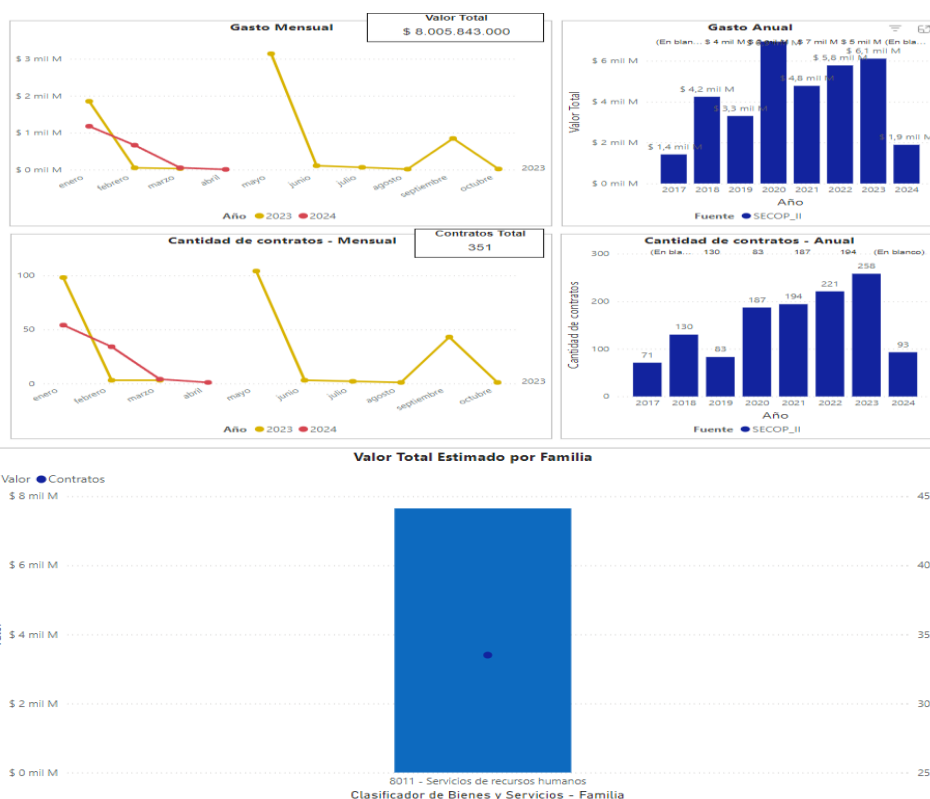 Gasto Mensual
Valor Total
$ 8.005.843.000
$ 3 mil M
$ 2 mil M
$ 1 mil M
$ 0 mil M
enero
febrero
marzo
abril
mayo
junio
julio
agosto
septiembre
octubre
2023
Año 2023 2024
Gasto Anual
(En blan... $ 4 mil M $ 7 mil M $ 5 mil M (En bla...
Valor Total
$ 6 mil M
$ 4 mil M
$ 2 mil M
$ 0 mil M
$ 1,4 mil M
$ 4,2 mil M
$ 3,3 mil M
$ 4,8 mil M
$ 5,8 mil M
$ 6,1 mil M
$ 1,9 mil M
2017 2018 2019 2020 2021 2022 2023 2024
Año
Fuente SECOP_II
Cantidad de contratos - Mensual
Contratos Total
351
100
50
0
enero
febrero
marzo
abril
mayo
junio
julio
agosto
septiembre
octubre
2023
Año 2023 2024
Cantidad de contratos - Anual
(En bla... 130 83 187 194 (En blanco)
Cantidad de contratos
300
200
100
0
71 130 83 187 194 221 258 93
2017 2018 2019 2020 2021 2022 2023 2024
Año
Fuente SECOP_II
Valor Total Estimado por Familia
Valor Contratos
$ 8 mil M
$ 6 mil M
$ 4 mil M
$ 2 mil M
$ 0 mil M
45
40
35
30
25
8011 - Servicios de recursos humanos
Clasificador de Bienes y Servicios - Familia